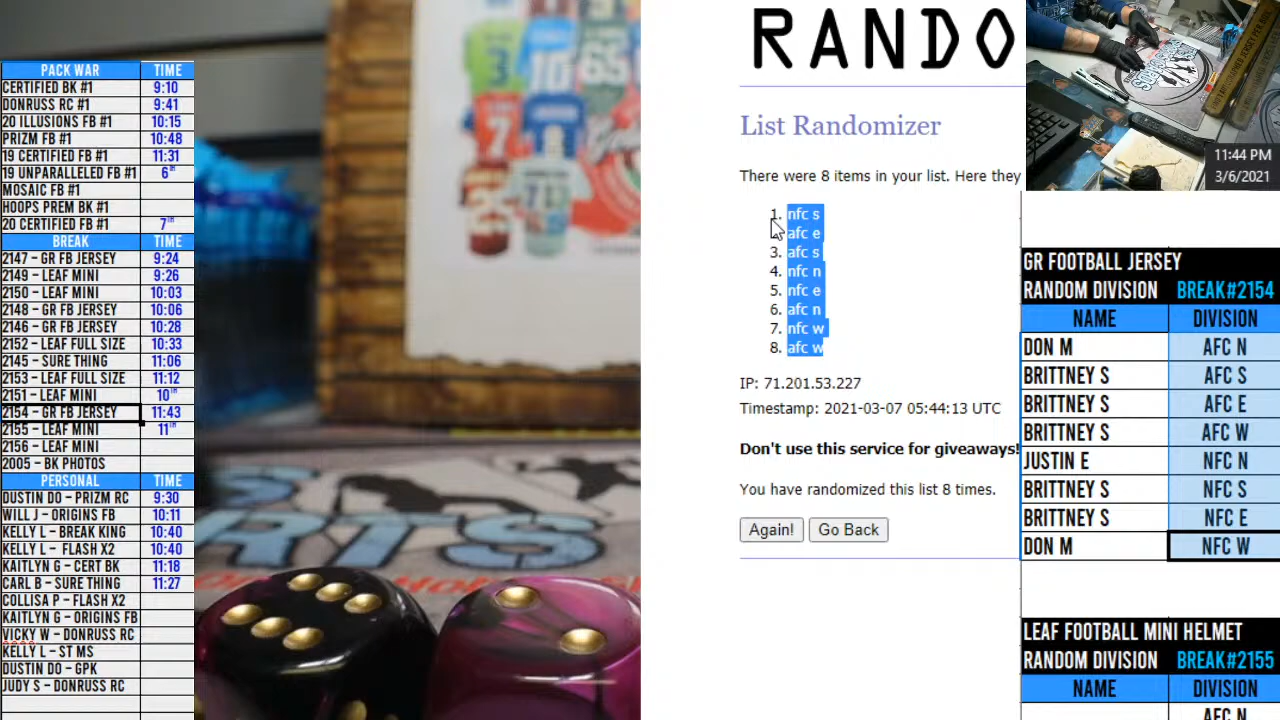 PACK WAR TIME
CERTIFIED BK #1 9:10
DONRUSS RC #1 9:41
20 ILLUSIONS FB #1 10:15
PRIZM FB #1 10:48
19 CERTIFIED FB #1 11:31
19 UNPARALLELED FB #1 6TH
MOSAIC FB #1
HOOPS PREM BK #1
20 CERTIFIED FB #1 7TH
BREAK TIME
2147 - GR FB JERSEY 9:24
2149 - LEAF MINI 9:26
2150 - LEAF MINI 10:03
2148 - GR FB JERSEY 10:06
2146 - GR FB JERSEY 10:28
2152 - LEAF FULL SIZE 10:33
2145 - SURE THING 11:06
2153 - LEAF FULL SIZE 11:12
2151 - LEAF MINI 10TH
2154 - GR FB JERSEY 11:43
2155 - LEAF MINI 11TH
2156 - LEAF MINI
2005 - BK PHOTOS
PERSONAL TIME
DUSTIN DO - PRIZM RC 9:30
WILL J - ORIGINS FB 10:11
KELLY L - BREAK KING 10:40
KELLY L - FLASH X2 10:40
KAITLYN G - CERT BK 11:18
CARL B - SURE THING 11:27
COLLISA P - FLASH X2
KAITLYN G - ORIGINS FB
VICKY W - DONRUSS RC
KELLY L - ST MS
DUSTIN DO - GPK
JUDY S - DONRUSS RC
3
10
65
7
8
RTS
RANDO
List Randomizer
There were 8 items in your list. Here they
1. nfc s
afc e
3. afc s
4. nfc n
5. nfc e
6. afc n
7. nfc w
8. afc w
IP: 71.201.53.227
Timestamp: 2021-03-07 05:44:13 UTC
Don't use this service for giveaways!
You have randomized this list 8 times.
Again! Go Back
11:44 PM
3/6/2021
GR FOOTBALL JERSEY
RANDOM DIVISION BREAK#2154
NAME DIVISION
DON M AFC N
BRITTNEY S AFC S
BRITTNEY S AFC E
BRITTNEY S AFC W
JUSTIN E NFC N
BRITTNEY S NFC S
BRITTNEY S NFC E
DON M NFC W
LEAF FOOTBALL MINI HELMET
RANDOM DIVISION BREAK#2155
NAME DIVISION
AFC N